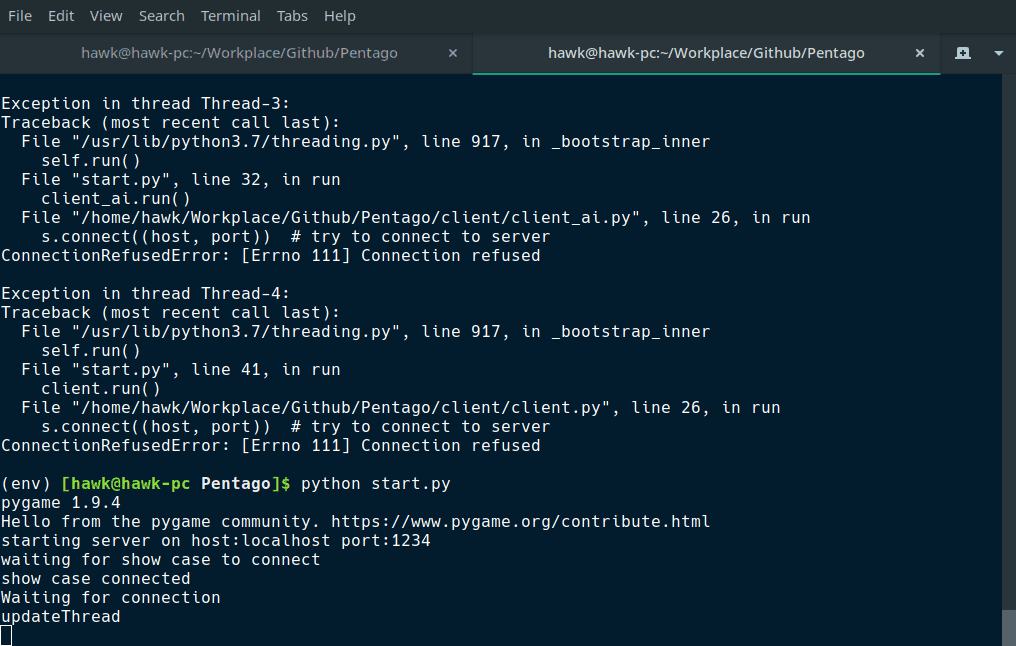 File Edit View Search Terminal Tabs Help
hawk@hawk-pc:~/Workplace/Github/Pentago × hawk@hawk-pc:~/Workplace/Github/Pentago ×
Exception in thread Thread-3:
Traceback (most recent call last):
  File "/usr/lib/python3.7/threading.py", line 917, in _bootstrap_inner
    self.run()
  File "start.py", line 32, in run
    client_ai.run()
  File "/home/hawk/Workplace/Github/Pentago/client/client_ai.py", line 26, in run
    s.connect((host, port))  # try to connect to server
ConnectionRefusedError: [Errno 111] Connection refused
Exception in thread Thread-4:
Traceback (most recent call last):
  File "/usr/lib/python3.7/threading.py", line 917, in _bootstrap_inner
    self.run()
  File "start.py", line 41, in run
    client.run()
  File "/home/hawk/Workplace/Github/Pentago/client/client.py", line 26, in run
    s.connect((host, port))  # try to connect to server
ConnectionRefusedError: [Errno 111] Connection refused
(env) [hawk@hawk-pc Pentago]$ python start.py
pygame 1.9.4
Hello from the pygame community. https://www.pygame.org/contribute.html
starting server on host:localhost port:1234
waiting for show case to connect
show case connected
Waiting for connection
updateThread